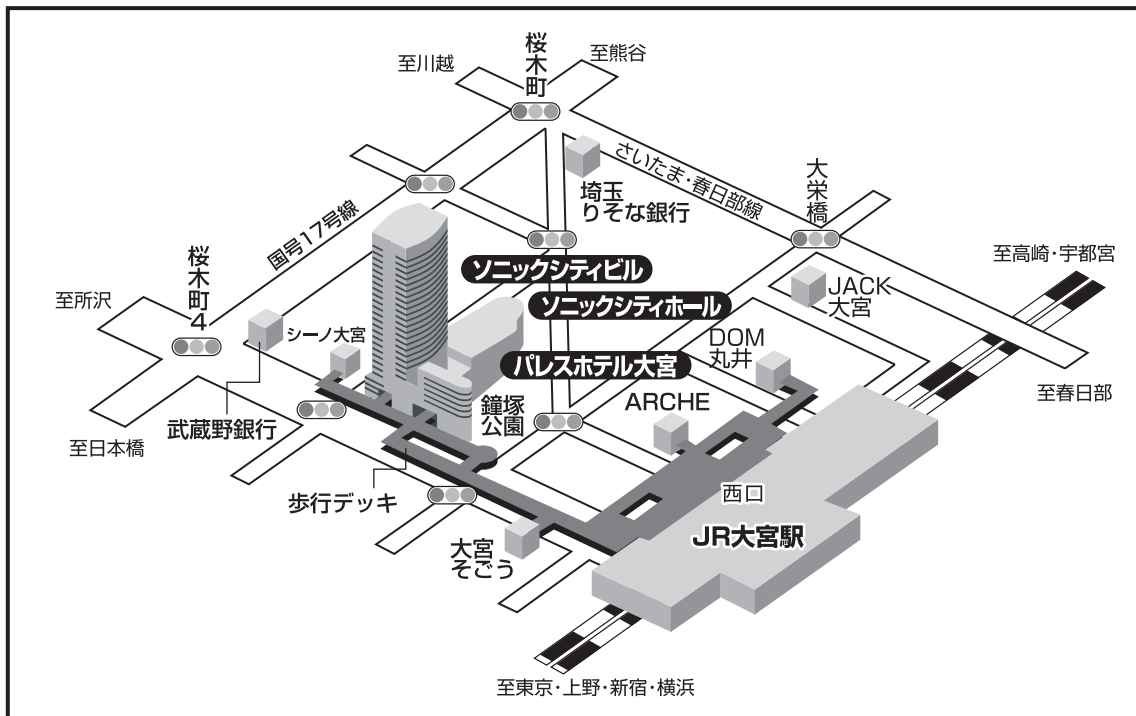 至川越
桜木町
至熊谷
さいたま・春日部線
埼玉
りそな銀行
大栄橋
国号17号線
桜木町4
至所沢
至高崎・宇都宮
ソニックシティビル
ソニックシティホール
JACK
大宮
シーノ大宮
DOM
丸井
パレスホテル大宮
ARCHE
至春日部
鐘塚
公園
武蔵野銀行
至日本橋
歩行デッキ
西口
JR大宮駅
大宮
そごう
至東京・上野・新宿・横浜